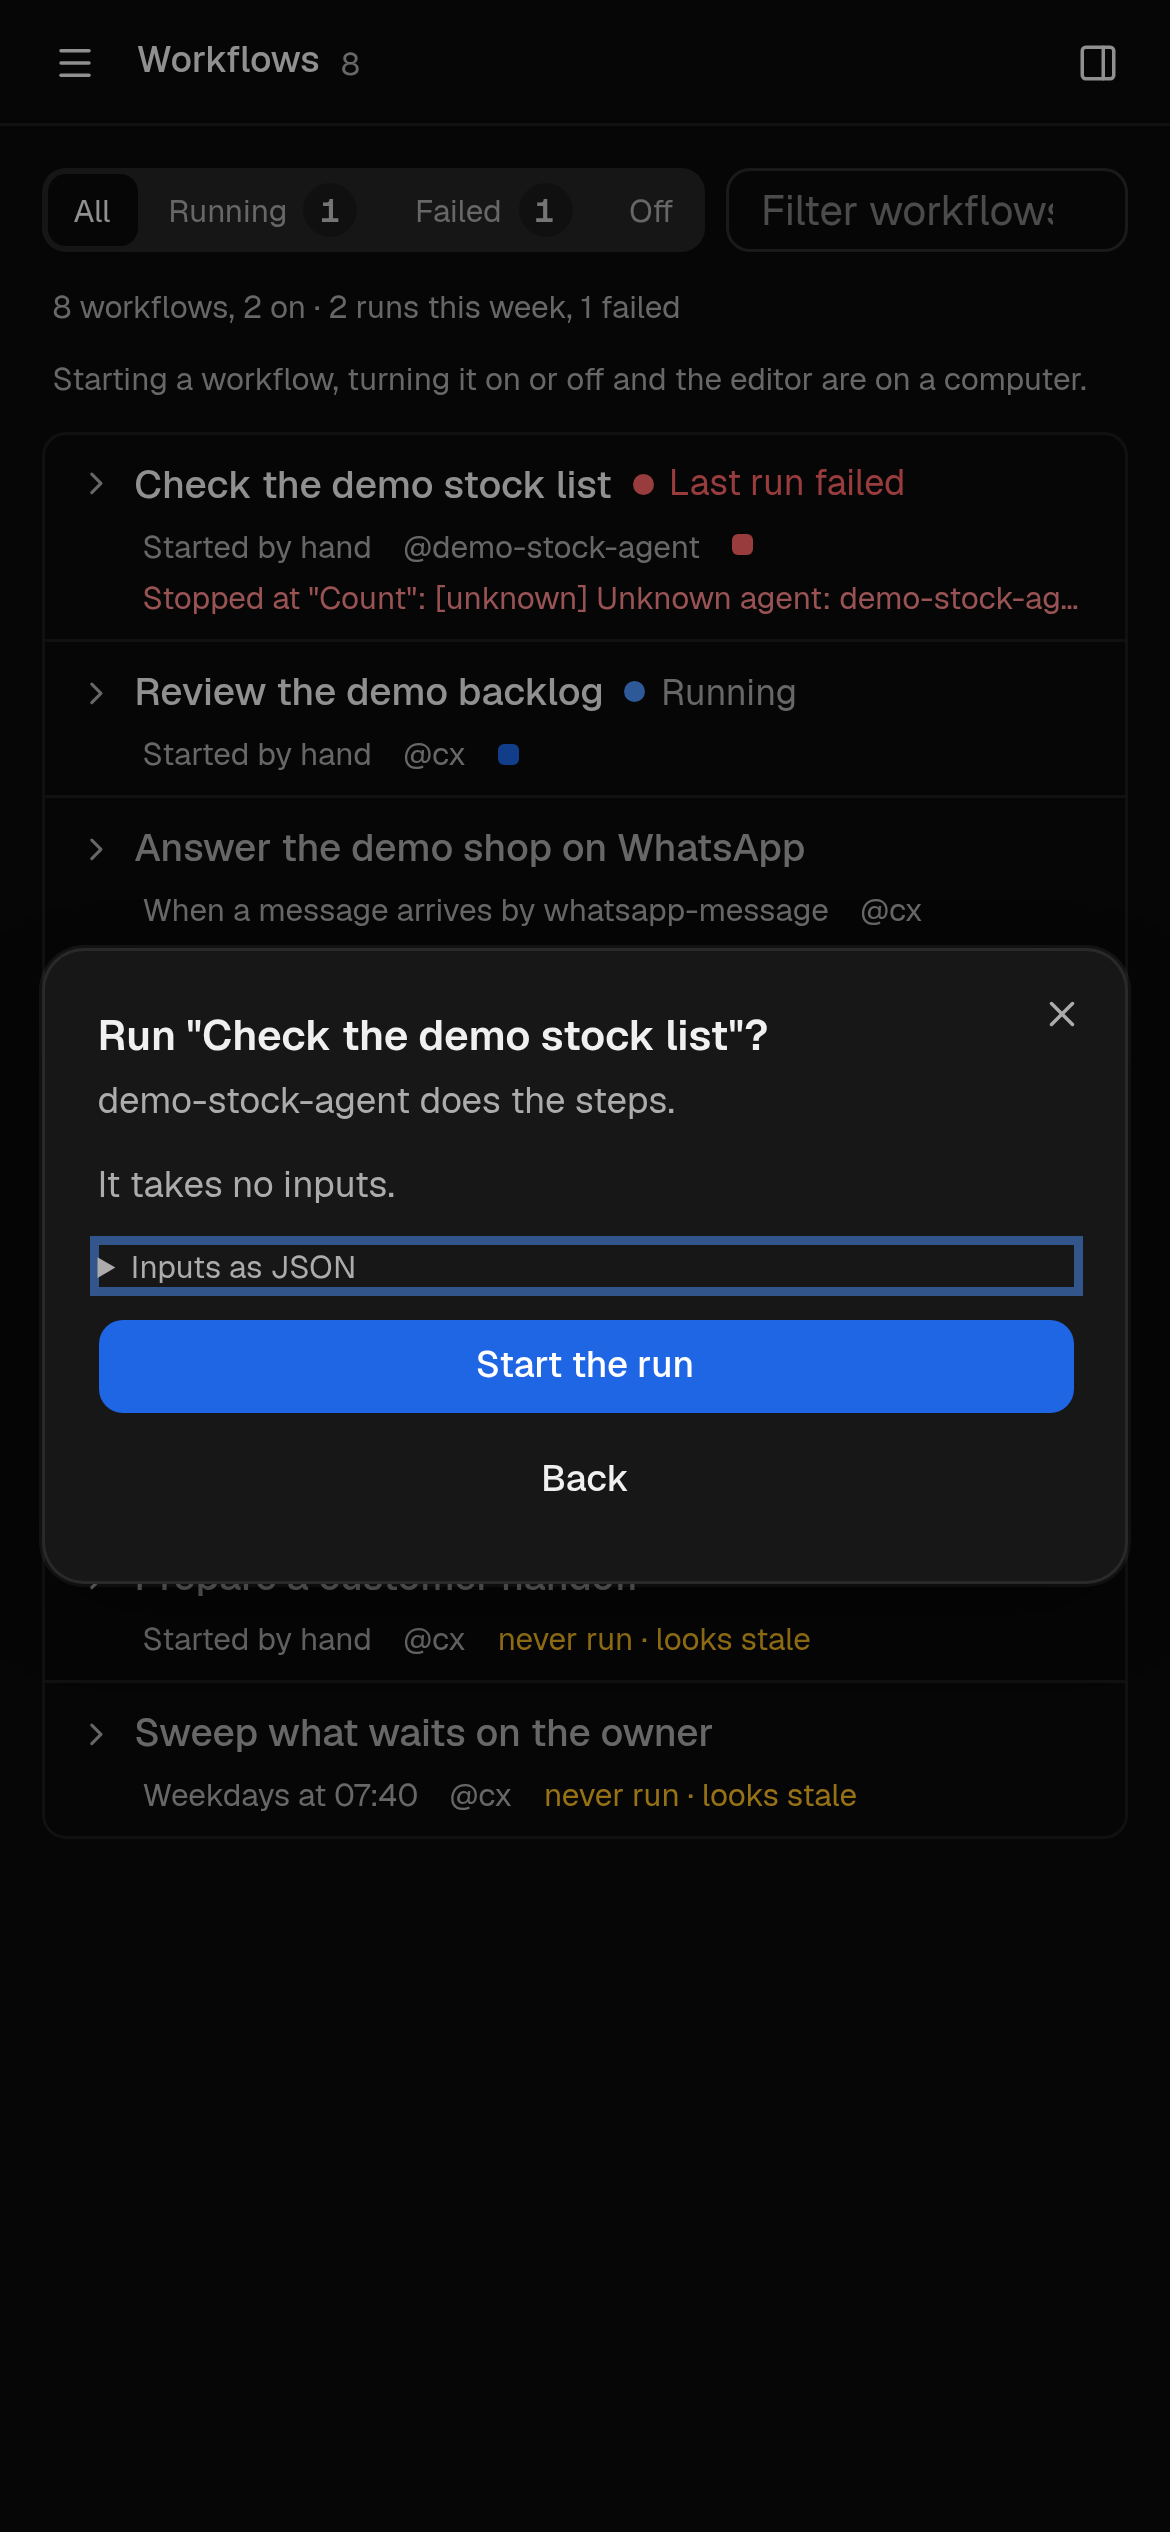 Workflows 8
All Running 1 Failed 1 Off Filter workflows
8 workflows, 2 on · 2 runs this week, 1 failed
Starting a workflow, turning it on or off and the editor are on a computer.
Check the demo stock list Last run failed
Started by hand @demo-stock-agent
Stopped at "Count": [unknown] Unknown agent: demo-stock-ag...
Review the demo backlog Running
Started by hand @cx
Answer the demo shop on WhatsApp
When a message arrives by whatsapp-message @cx
Run "Check the demo stock list"?
demo-stock-agent does the steps.
It takes no inputs.
Inputs as JSON
Start the run
Back
Prepare a customer handoff
Started by hand @cx never run · looks stale
Sweep what waits on the owner
Weekdays at 07:40 @cx never run · looks stale